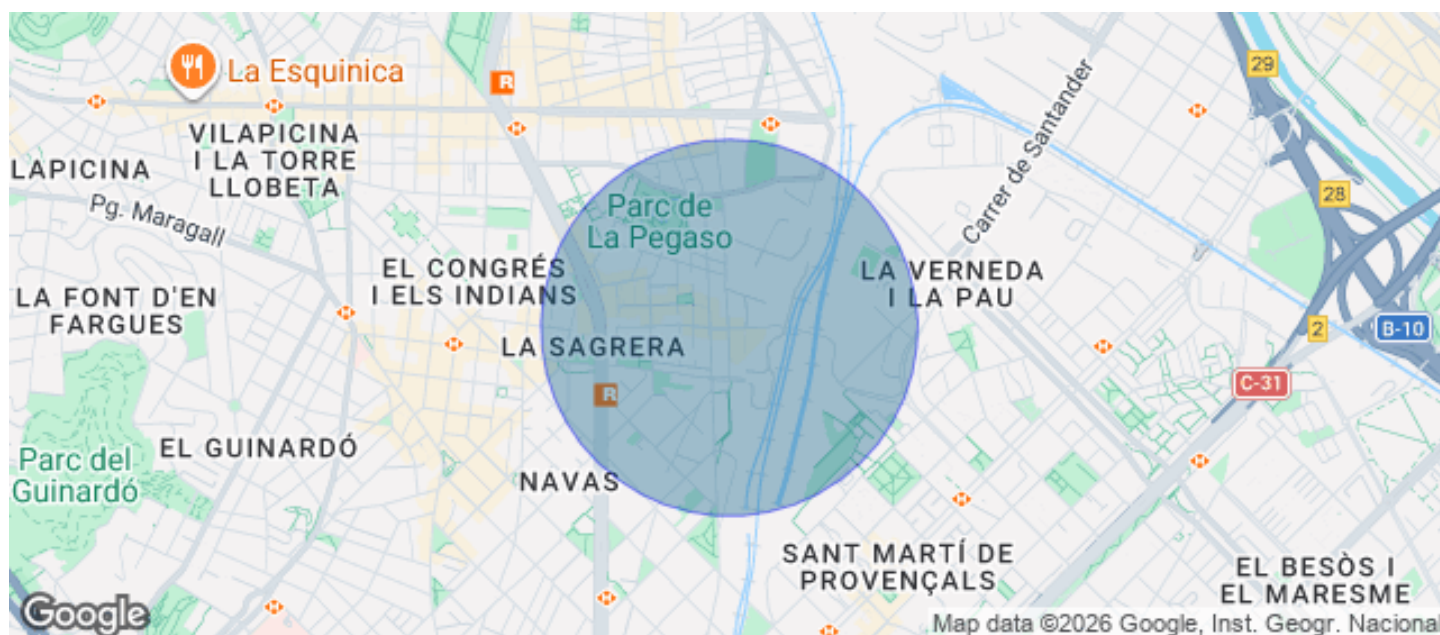 29
La Esquinica
R
VILAPICINA
I LA TORRE
LLOBETA
LAPICINA
Pg. Maragall
Carrer de Santander
28
Parc de
La Pegaso
EL CONGRÉS
I ELS INDIANS
LA VERNEDA
I LA PAU
LA FONT D'EN
FARGUES
2
B-10
LA SAGRERA
C-31
R
EL GUINARDÓ
Parc del
Guinardó
NAVAS
SANT MARTÍ DE
PROVENÇALS
EL BESÒS I
EL MARESME
Google
Map data ©2026 Google, Inst. Geogr. Nacional